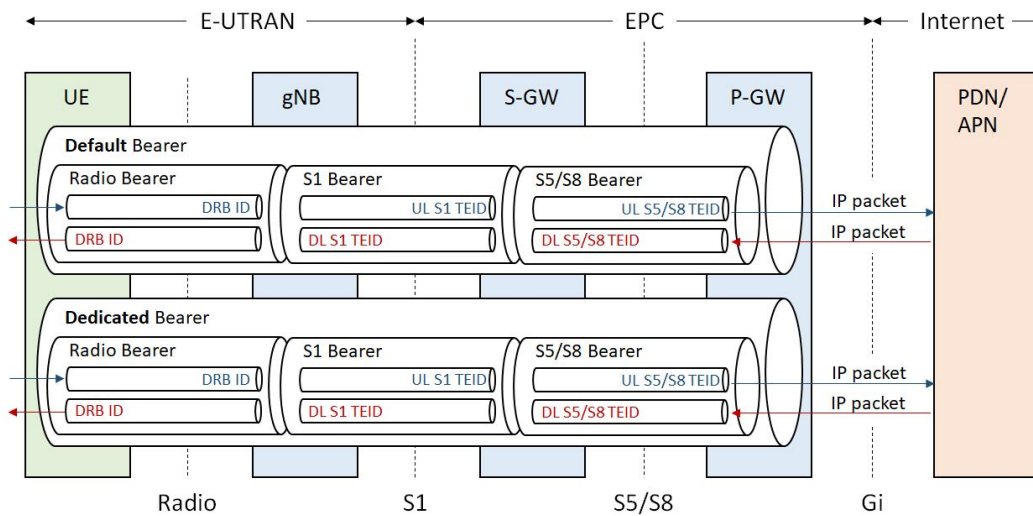 E-UTRAN EPC Internet
UE gNB S-GW P-GW PDN/
APN
Default Bearer
Radio Bearer S1 Bearer S5/S8 Bearer
DRB ID UL S1 TEID UL S5/S8 TEID IP packet
DRB ID DL S1 TEID DL S5/S8 TEID IP packet
Dedicated Bearer
Radio Bearer S1 Bearer S5/S8 Bearer
DRB ID UL S1 TEID UL S5/S8 TEID IP packet
DRB ID DL S1 TEID DL S5/S8 TEID IP packet
Radio S1 S5/S8 Gi